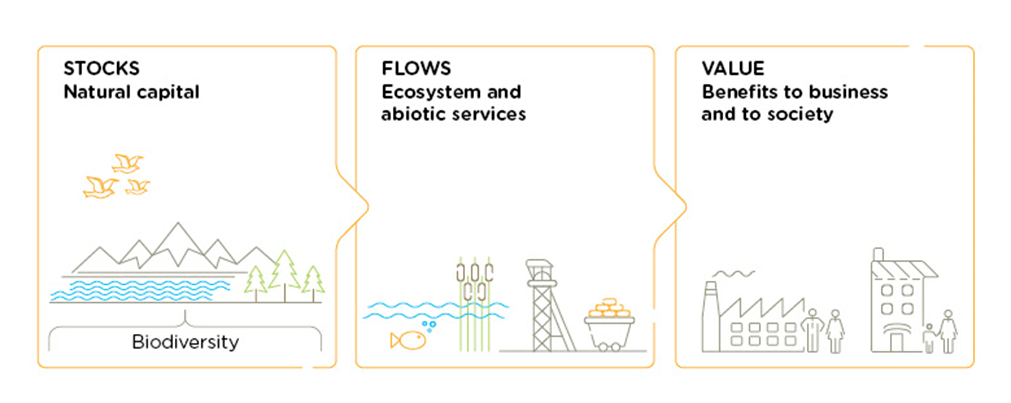 STOCKS
Natural capital
Biodiversity
FLOWS
Ecosystem and
abiotic services
VALUE
Benefits to business
and to society